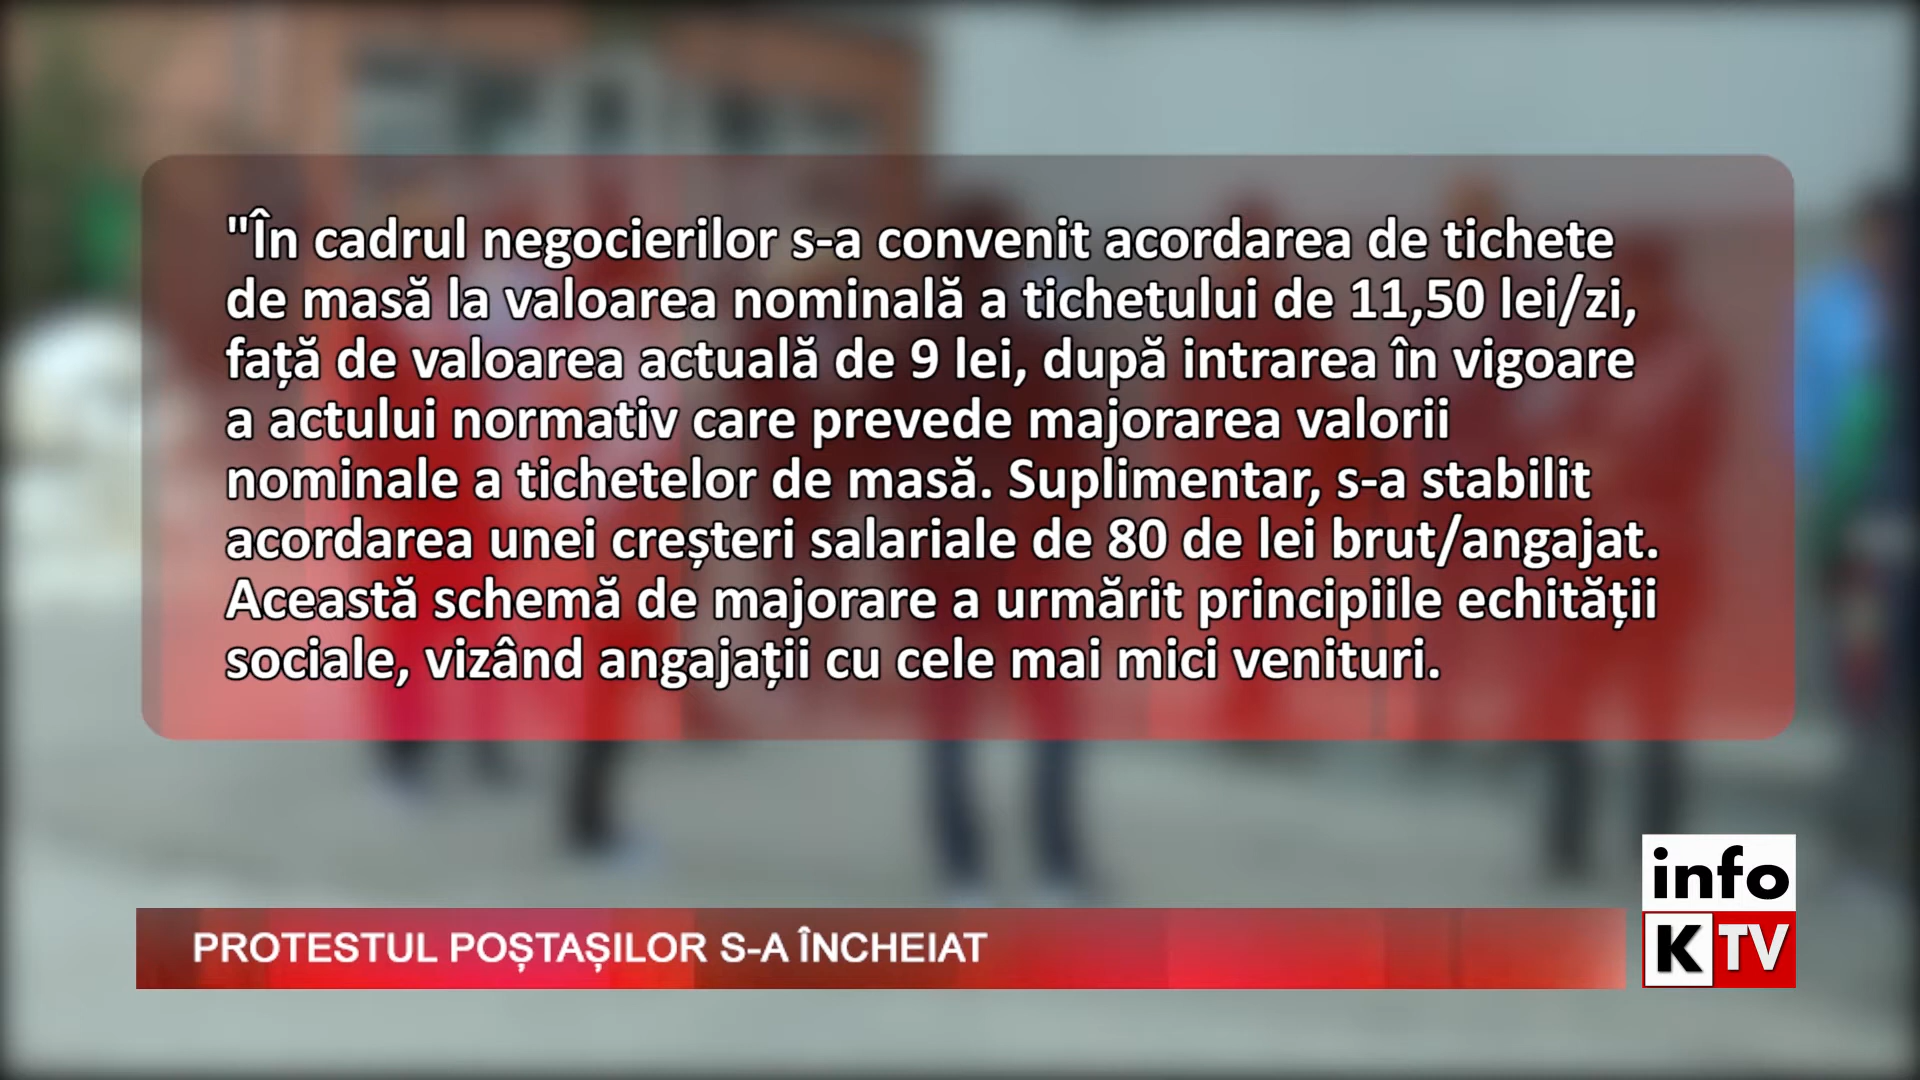 "În cadrul negocierilor s-a convenit acordarea de tichete
de masă la valoarea nominală a tichetului de 11,50 lei/zi,
față de valoarea actuală de 9 lei, după intrarea în vigoare
a actului normativ care prevede majorarea valorii
nominale a tichetelor de masă. Suplimentar, s-a stabilit
acordarea unei creșteri salariale de 80 de lei brut/angajat.
Această schemă de majorare a urmărit principiile echității
sociale, vizând angajații cu cele mai mici venituri.
PROTESTUL POȘTAȘILOR S-A ÎNCHEIAT
info
K TV